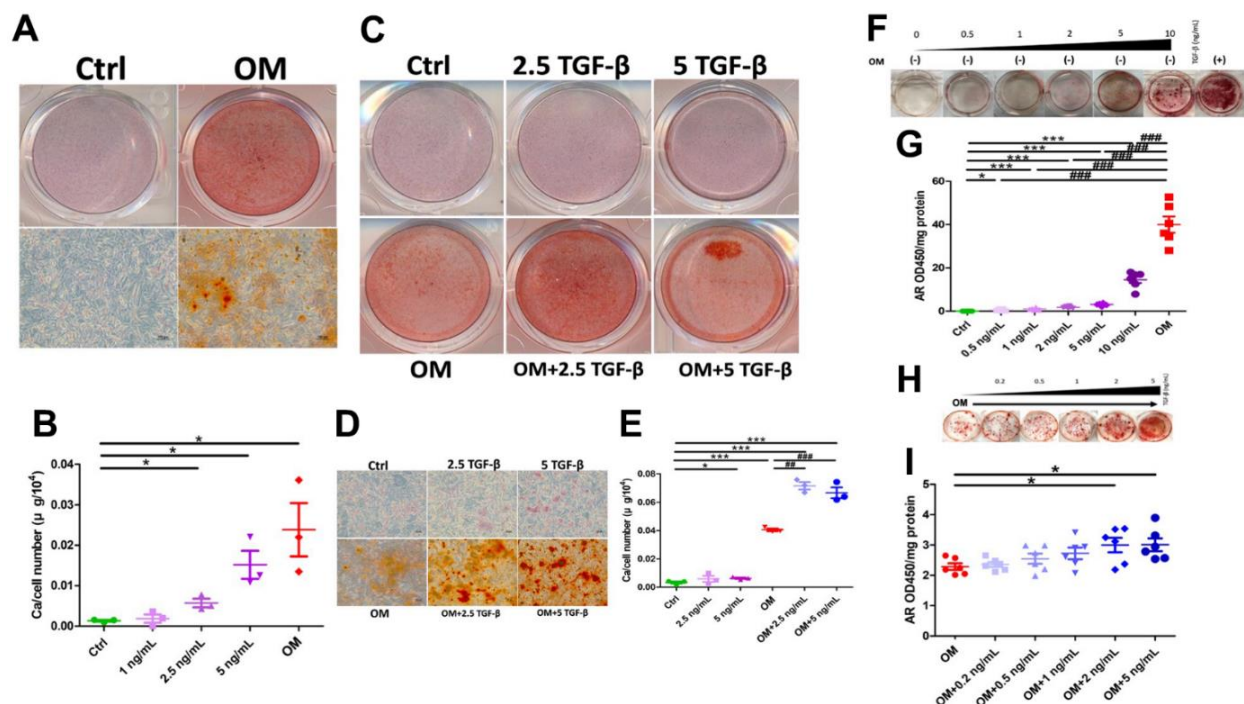 A
Ctrl
OM
B
Ca/cell number (μ g/10⁴)
0.04
0.03
0.02
0.01
0.00
*
*
*
Ctrl
1 ng/mL
2.5 ng/mL
5 ng/mL
OM
C
Ctrl
2.5 TGF-β
5 TGF-β
OM
OM+2.5 TGF-β
OM+5 TGF-β
D
Ctrl
2.5 TGF-β
5 TGF-β
OM
OM+2.5 TGF-β
OM+5 TGF-β
E
Ca/cell number (μ g/10⁴)
0.08
0.06
0.04
0.02
0.00
***
***
***
###
*
##
Ctrl
2.5 ng/mL
5 ng/mL
OM
OM+2.5 ng/mL
OM+5 ng/mL
F
0
0.5
1
2
5
10
TGF-β (ng/mL)
OM
(-)
(-)
(-)
(-)
(-)
(-)
(+)
G
***
###
***
###
***
###
***
###
*
###
AR OD450/mg protein
60
40
20
0
Ctrl
0.5 ng/mL
1 ng/mL
2 ng/mL
5 ng/mL
10 ng/mL
OM
H
0.2
0.5
1
2
5
TGF-β (ng/mL)
OM
I
AR OD450/mg protein
5
4
3
2
1
0
*
*
OM
OM+0.2 ng/mL
OM+0.5 ng/mL
OM+1 ng/mL
OM+2 ng/mL
OM+5 ng/mL